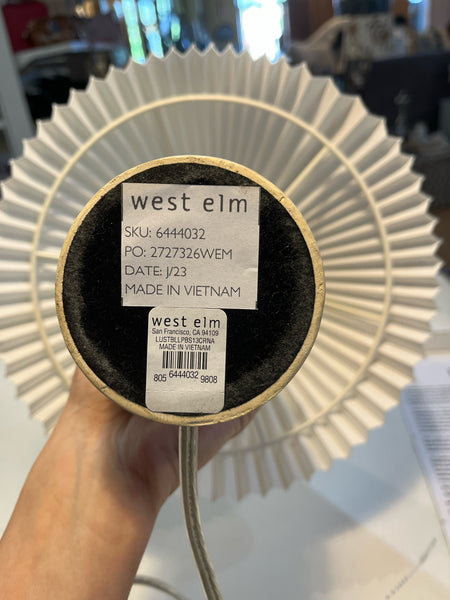 west elm
SKU: 6444032
PO: 2727326WEM
DATE: J/23
MADE IN VIETNAM
west elm
San Francisco, CA 94109
LUSTBLLPBS13CRNA
MADE IN VIETNAM
805 6444032 9808